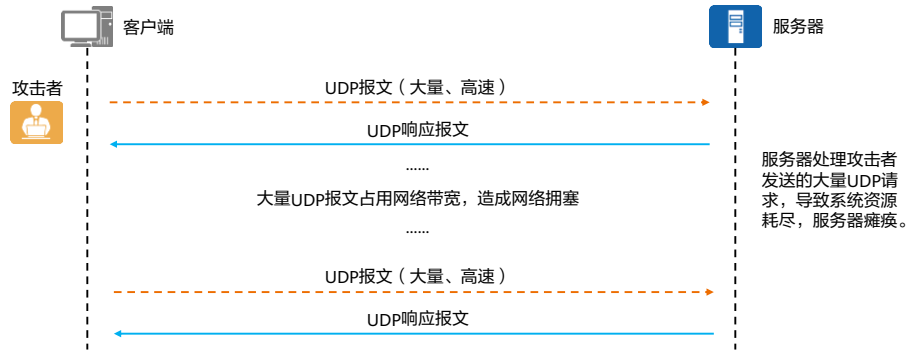 客户端
服务器
攻击者
UDP报文（大量、高速）
UDP响应报文
......
大量UDP报文占用网络带宽，造成网络拥塞
......
服务器处理攻击者
发送的大量UDP请
求，导致系统资源
耗尽，服务器瘫痪。
UDP报文（大量、高速）
UDP响应报文